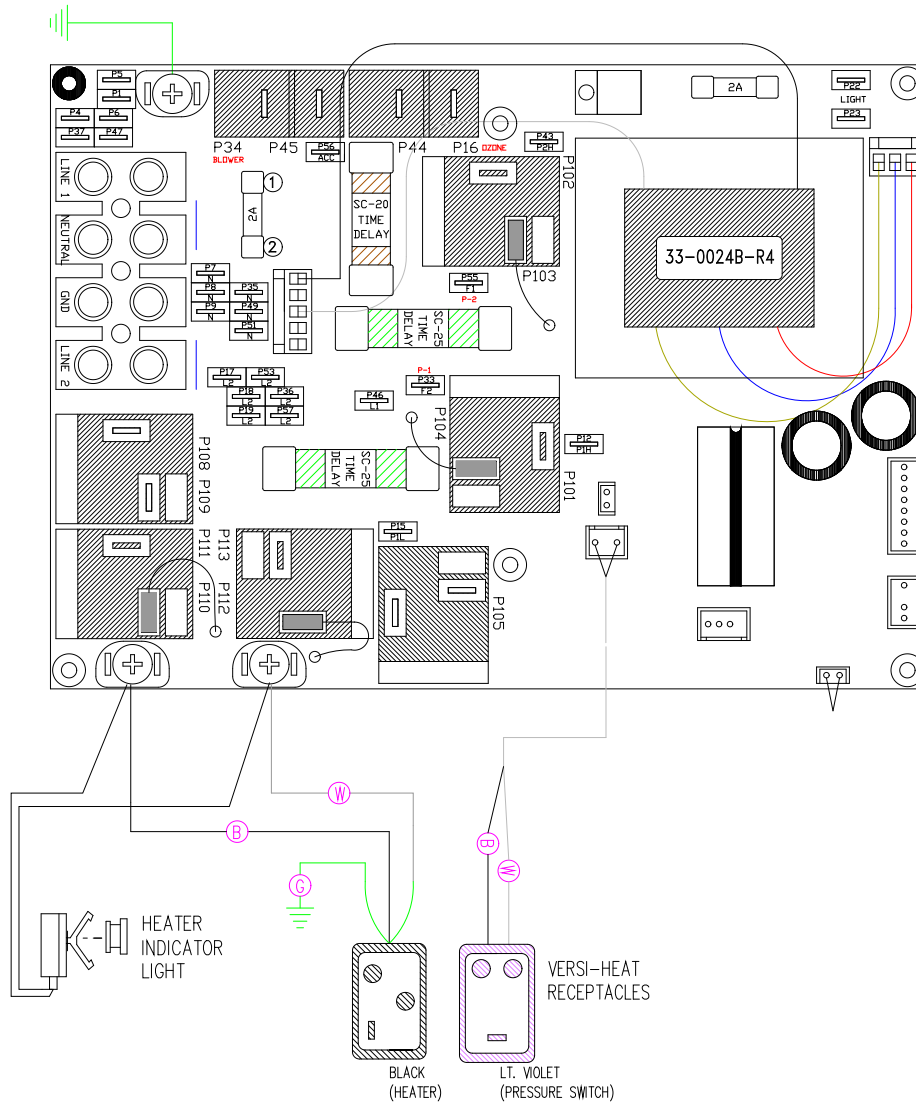 P5
P1
P4
P6
P37
P47
P34
BLOWER
P45
P56
ACC
P44
P16
OZONE
P43
P2H
2A
P22
LIGHT
P23
LINE 1
NEUTRAL
GND
LINE 2
1
2A
2
SC-20
TIME
DELAY
P102
P103
33-0024B-R4
P7
N
P8
N
P35
N
P9
N
P49
N
P51
N
P55
F1
P-2
SC-25
TIME
DELAY
P17
L2
P53
L2
P18
L2
P36
L2
P19
L2
P57
L2
P46
L1
P-1
P33
F2
P104
P101
P12
P1H
SC-25
TIME
DELAY
P108
P109
P111
P110
P113
P112
P15
P1L
P105
W
B
G
B
W
HEATER
INDICATOR
LIGHT
VERSI-HEAT
RECEPTACLES
BLACK
(HEATER)
LT. VIOLET
(PRESSURE SWITCH)